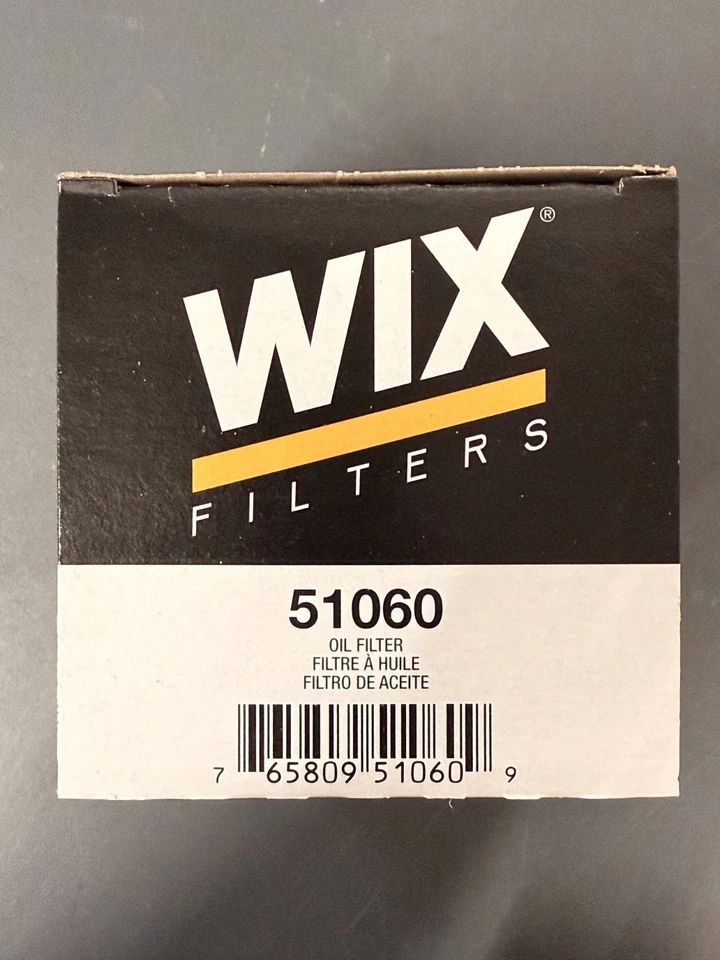 WIX®
FILTERS
51060
OIL FILTER
FILTRE À HUILE
FILTRO DE ACEITE
7 65809 51060 9